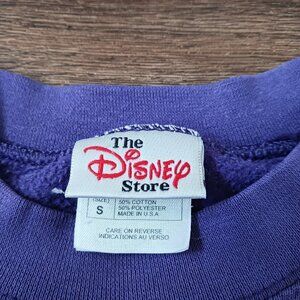 The
Disney
Store
(SIZE)
S
50% COTTON
50% POLYESTER
MADE IN U.S.A
CARE ON REVERSE
INDICATIONS AU VERSO